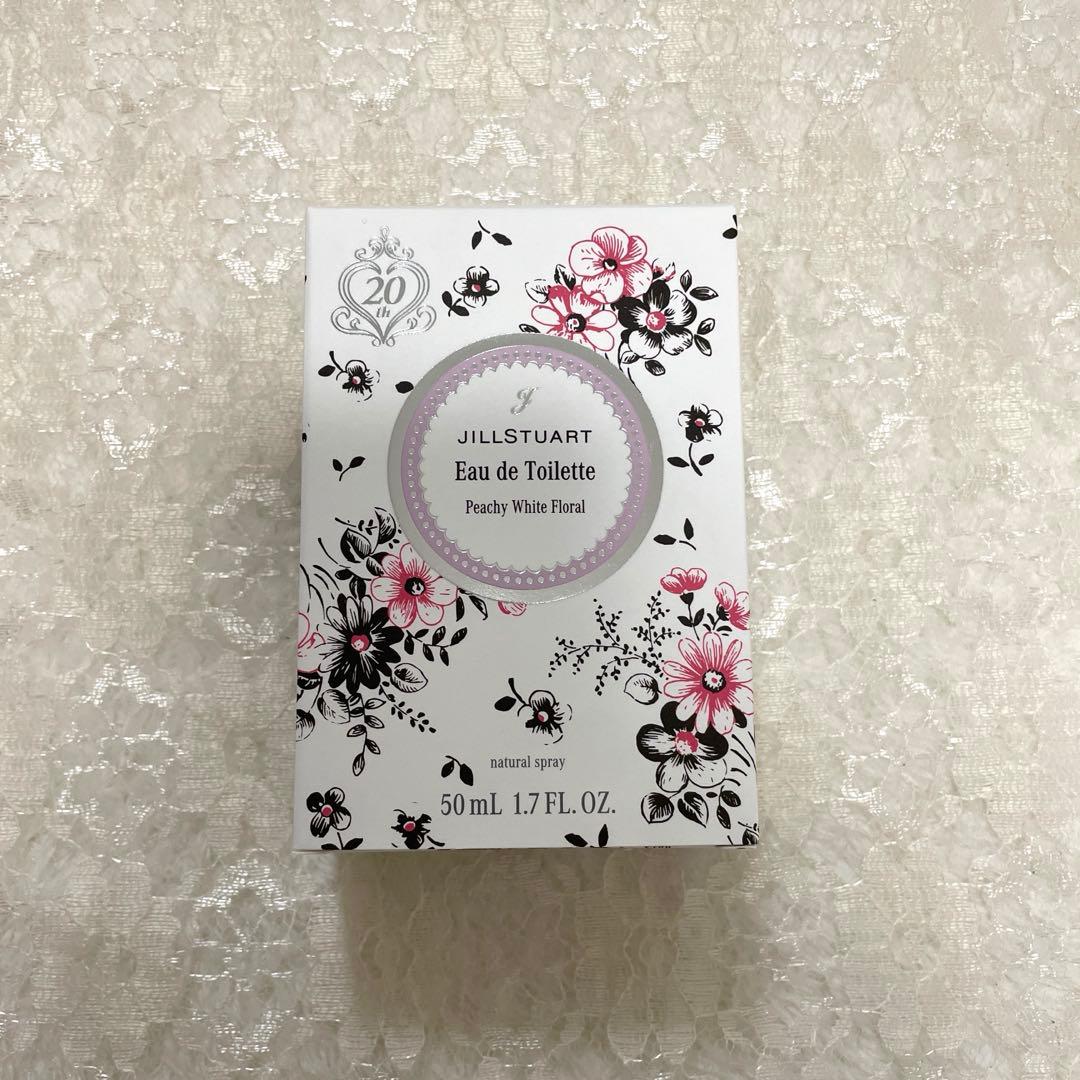 20
th
J
JILLSTUART
Eau de Toilette
Peachy White Floral
natural spray
50 mL 1.7 FL. OZ.